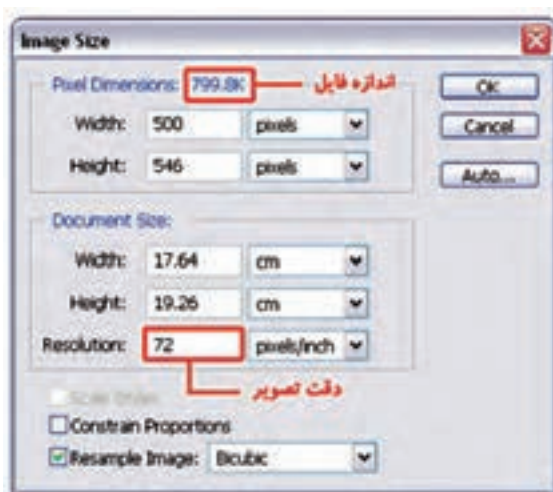 Image Size
Pixel Dimensions: 799.8K اندازه فایل
OK
Width: 500 pixels
Cancel
Height: 546 pixels
Auto...
Document Size:
Width: 17.64 cm
Height: 19.26 cm
Resolution: 72 pixels/inch
دقت تصویر
Constrain Proportions
Resample Image: Bicubic